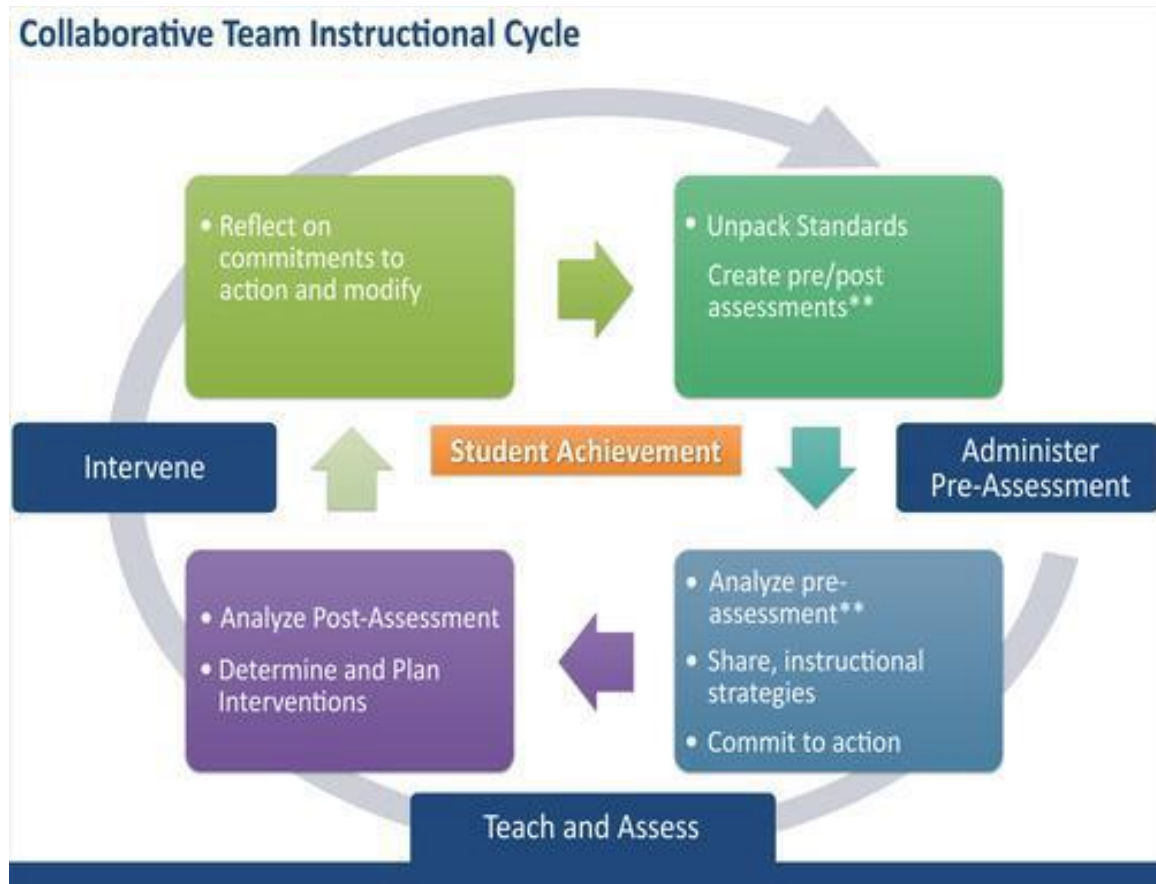 Collaborative Team Instructional Cycle
• Reflect on
commitments to
action and modify
• Unpack Standards
Create pre/post
assessments**
Intervene
Student Achievement
Administer
Pre-Assessment
• Analyze Post-Assessment
• Determine and Plan
Interventions
• Analyze pre-
assessment**
• Share, instructional
strategies
• Commit to action
Teach and Assess